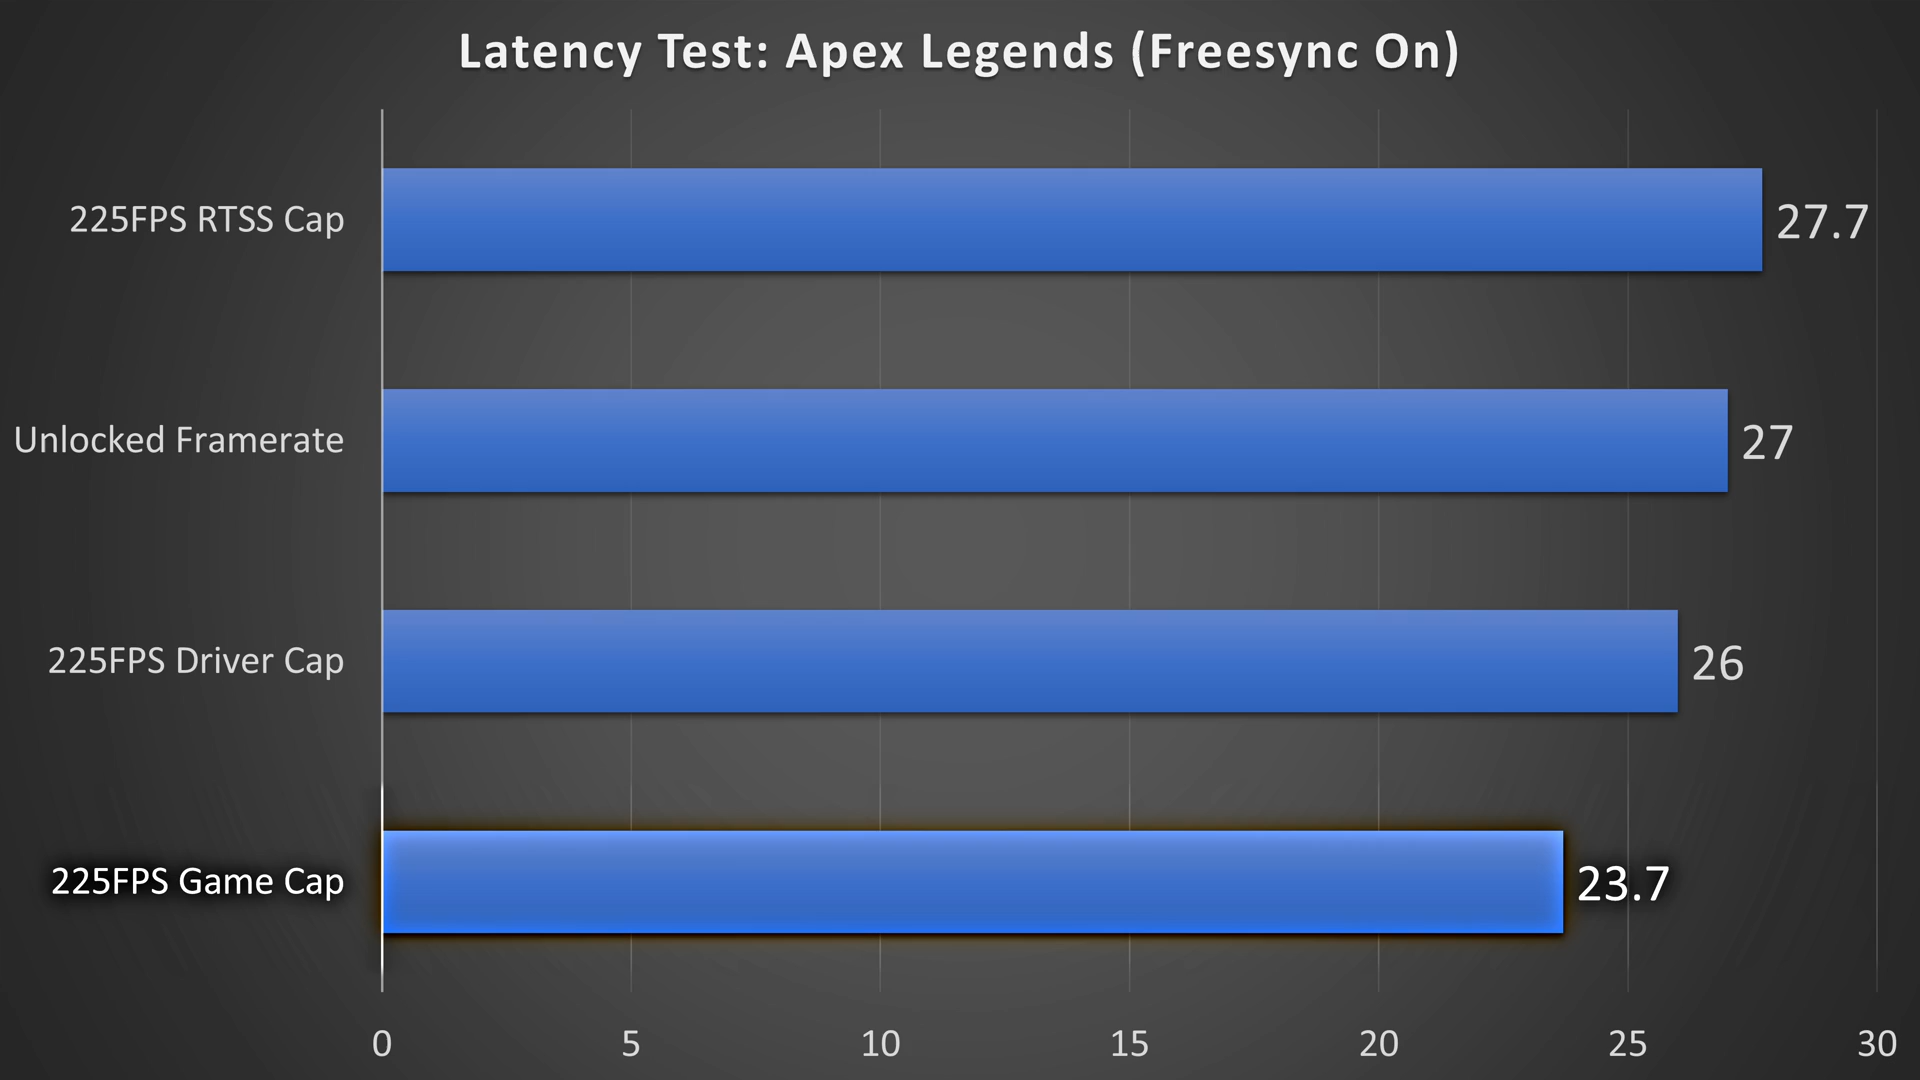 Latency Test: Apex Legends (Freesync On)
225FPS RTSS Cap 27.7
Unlocked Framerate 27
225FPS Driver Cap 26
225FPS Game Cap 23.7
0 5 10 15 20 25 30